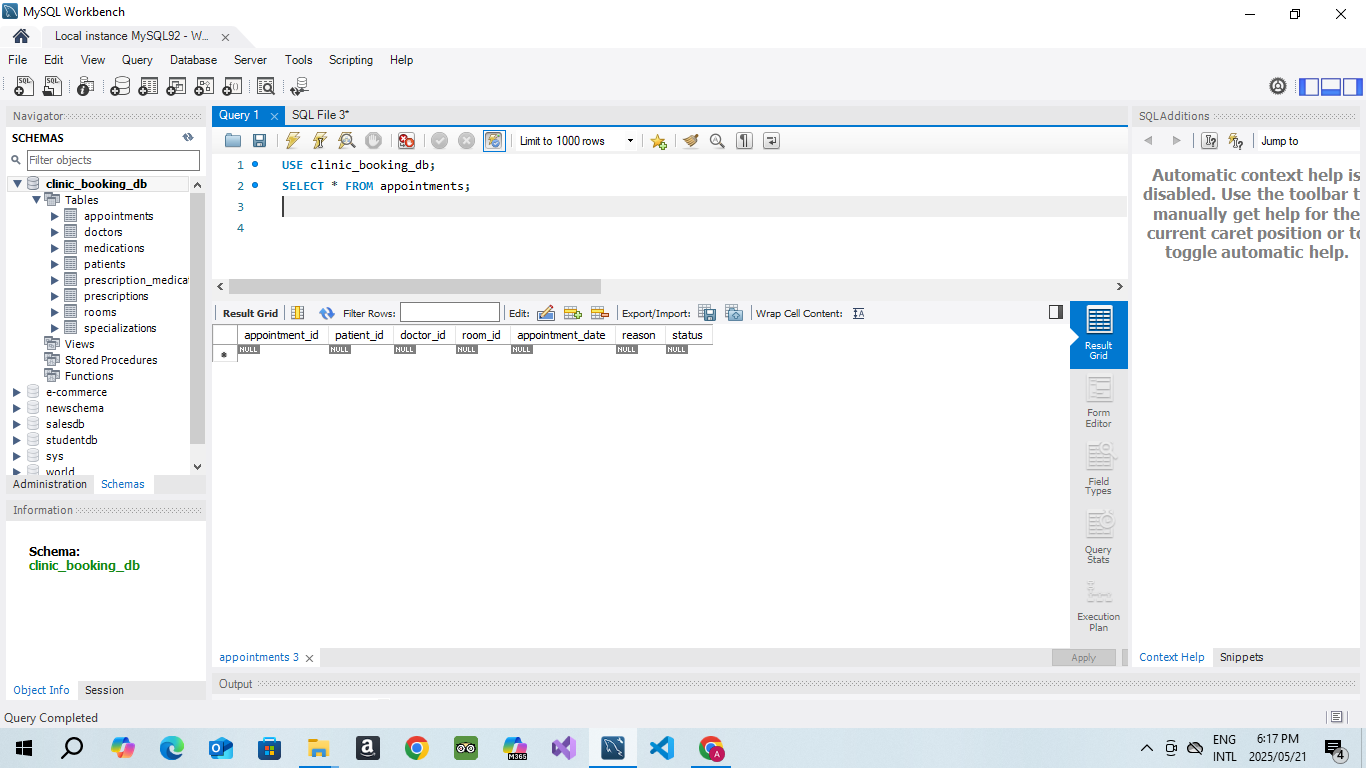 MySQL Workbench
Local instance MySQL92 - W...
File Edit View Query Database Server Tools Scripting Help
Navigator
SCHEMAS
Filter objects
clinic_booking_db
Tables
appointments
doctors
medications
patients
prescription_medica
prescriptions
rooms
specializations
Views
Stored Procedures
Functions
e-commerce
newschema
salesdb
studentdb
sys
world
Administration Schemas
Information
Schema:
clinic_booking_db
Object Info Session
Query 1 SQL File 3*
Limit to 1000 rows
1 USE clinic_booking_db;
2 SELECT * FROM appointments;
3
4
Result Grid Filter Rows: Edit: Export/Import: Wrap Cell Content:
appointment_id patient_id doctor_id room_id appointment_date reason status
NULL NULL NULL NULL NULL NULL NULL
Result
Grid
Form
Editor
Field
Types
Query
Stats
Execution
Plan
appointments 3
Apply
Output
SQLAdditions
Jump to
Automatic context help is
disabled. Use the toolbar t
manually get help for the
current caret position or to
toggle automatic help.
Context Help Snippets
Query Completed
ENG
INTL
6:17 PM
2025/05/21
4